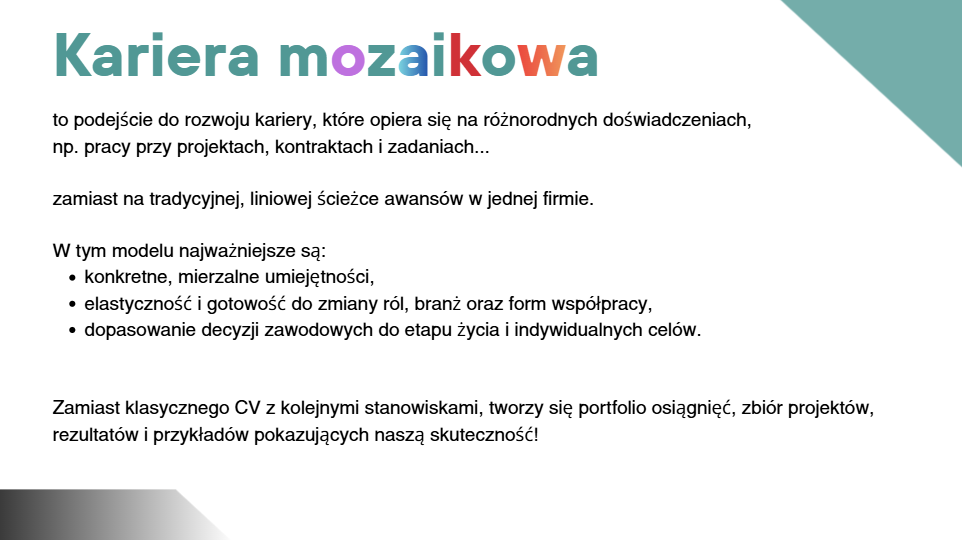 Kariera mozaikowa
to podejście do rozwoju kariery, które opiera się na różnorodnych doświadczeniach,
np. pracy przy projektach, kontraktach i zadaniach...
zamiast na tradycyjnej, liniowej ścieżce awansów w jednej firmie.
W tym modelu najważniejsze są:
• konkretne, mierzalne umiejętności,
• elastyczność i gotowość do zmiany ról, branż oraz form współpracy,
• dopasowanie decyzji zawodowych do etapu życia i indywidualnych celów.
Zamiast klasycznego CV z kolejnymi stanowiskami, tworzy się portfolio osiągnięć, zbiór projektów,
rezultatów i przykładów pokazujących naszą skuteczność!